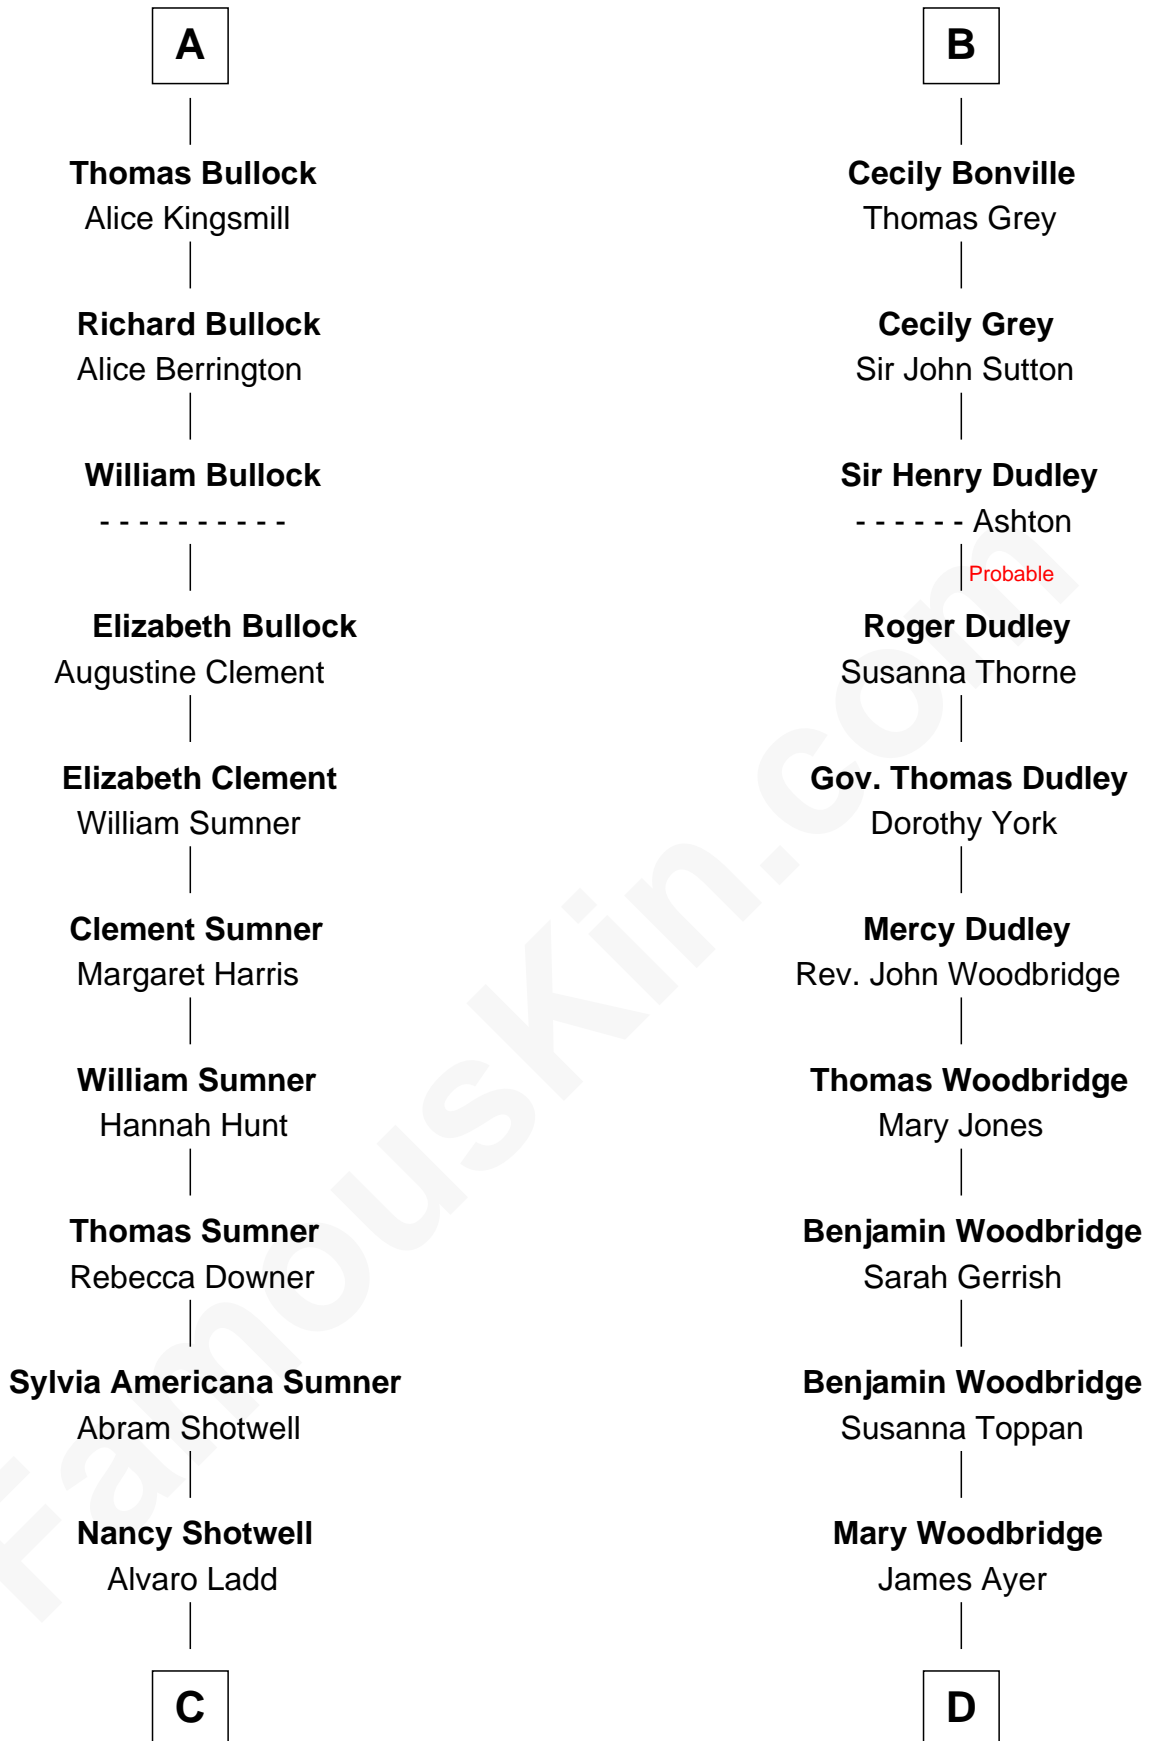 A
Thomas Bullock
Alice Kingsmill
Richard Bullock
Alice Berrington
William Bullock
- - - - - - - - - -
Elizabeth Bullock
Augustine Clement
Elizabeth Clement
William Sumner
Clement Sumner
Margaret Harris
William Sumner
Hannah Hunt
Thomas Sumner
Rebecca Downer
Sylvia Americana Sumner
Abram Shotwell
Nancy Shotwell
Alvaro Ladd
C
B
Cecily Bonville
Thomas Grey
Cecily Grey
Sir John Sutton
Sir Henry Dudley
- - - - - - Ashton
Probable
Roger Dudley
Susanna Thorne
Gov. Thomas Dudley
Dorothy York
Mercy Dudley
Rev. John Woodbridge
Thomas Woodbridge
Mary Jones
Benjamin Woodbridge
Sarah Gerrish
Benjamin Woodbridge
Susanna Toppan
Mary Woodbridge
James Ayer
D
FamousKin.com